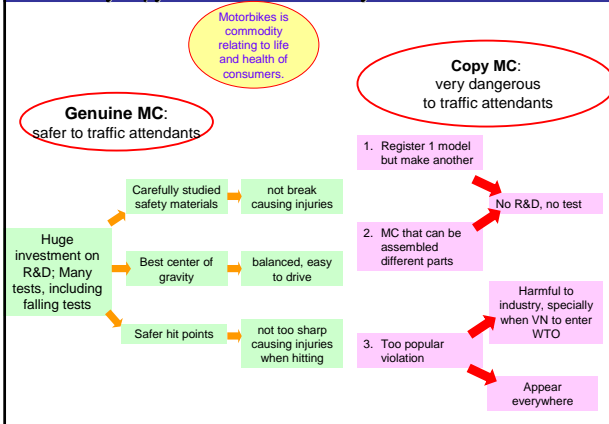 Motorbikes is
commodity
relating to life
and health of
consumers.
Genuine MC:
safer to traffic attendants
Copy MC:
very dangerous
to traffic attendants
Huge
investment on
R&D; Many
tests, including
falling tests
Carefully studied
safety materials
not break
causing injuries
Best center of
gravity
balanced, easy
to drive
Safer hit points
not too sharp
causing injuries
when hitting
1. Register 1 model
but make another
2. MC that can be
assembled
different parts
No R&D, no test
3. Too popular
violation
Harmful to
industry, specially
when VN to enter
WTO
Appear
everywhere